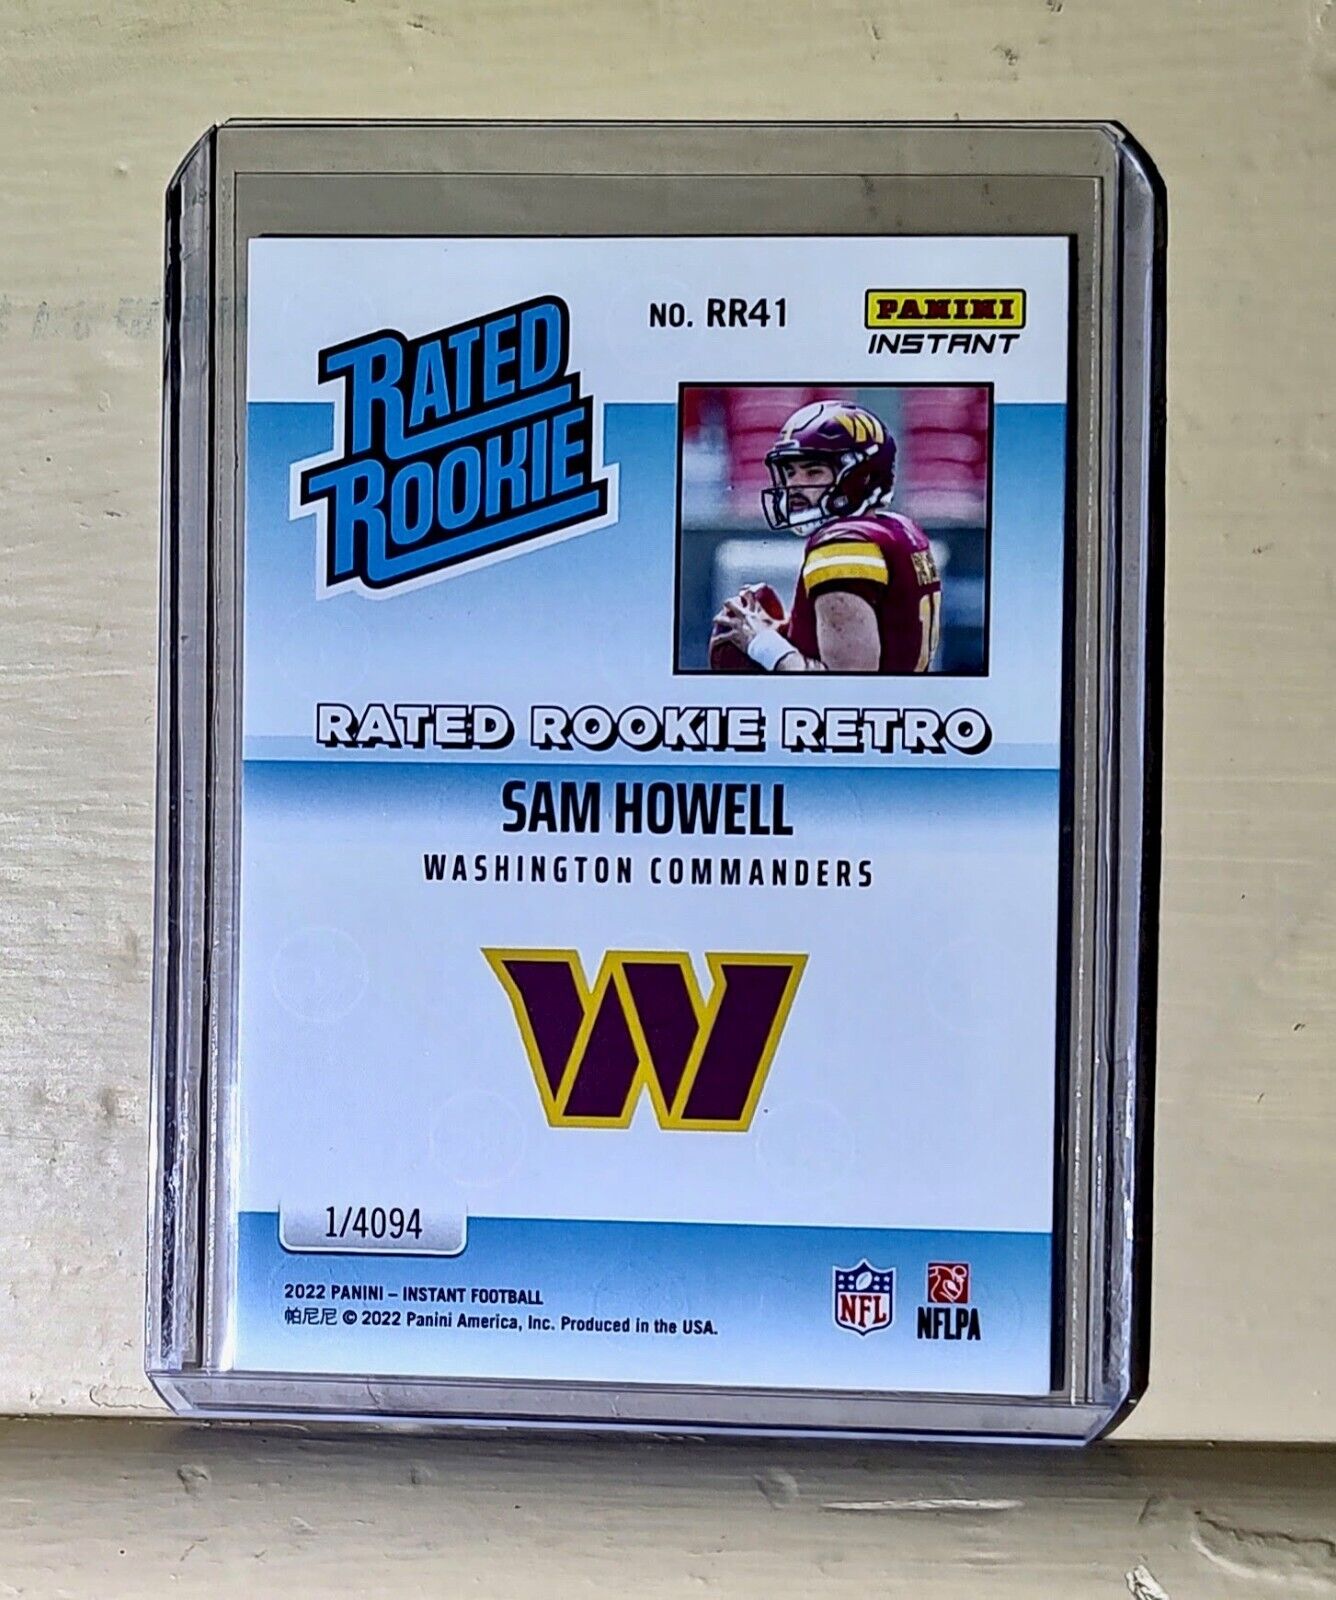 RATED
ROOKIE
NO. RR41
PANINI
INSTANT
RATED ROOKIE RETRO
SAM HOWELL
WASHINGTON COMMANDERS
W
1/4094
2022 PANINI – INSTANT FOOTBALL
帕尼尼 © 2022 Panini America, Inc. Produced in the USA.
NFL
NFLPA